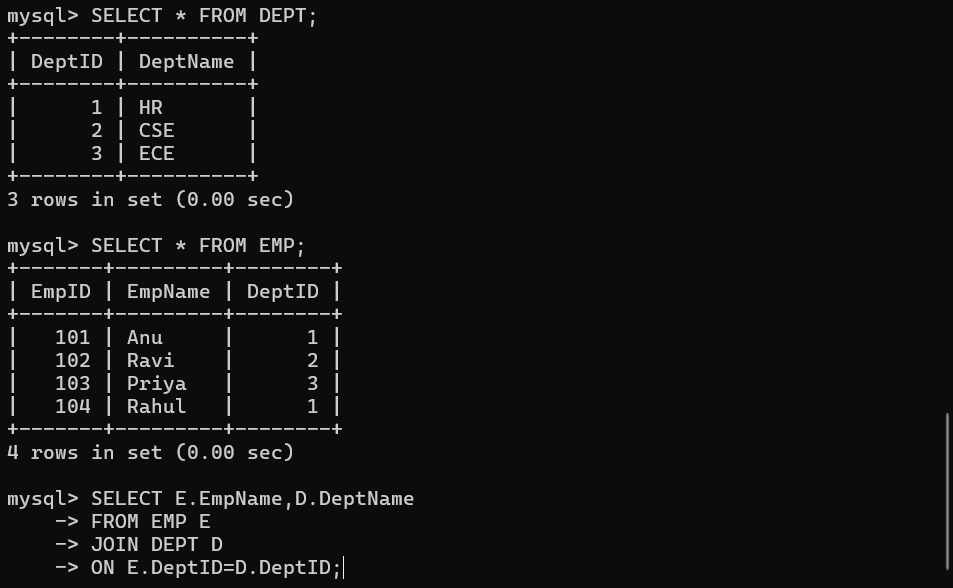 mysql> SELECT * FROM DEPT;
+--------+----------+
| DeptID | DeptName |
+--------+----------+
|      1 | HR       |
|      2 | CSE      |
|      3 | ECE      |
+--------+----------+
3 rows in set (0.00 sec)

mysql> SELECT * FROM EMP;
+-------+---------+--------+
| EmpID | EmpName | DeptID |
+-------+---------+--------+
|   101 | Anu     |      1 |
|   102 | Ravi    |      2 |
|   103 | Priya   |      3 |
|   104 | Rahul   |      1 |
+-------+---------+--------+
4 rows in set (0.00 sec)

mysql> SELECT E.EmpName,D.DeptName
    -> FROM EMP E
    -> JOIN DEPT D
    -> ON E.DeptID=D.DeptID;